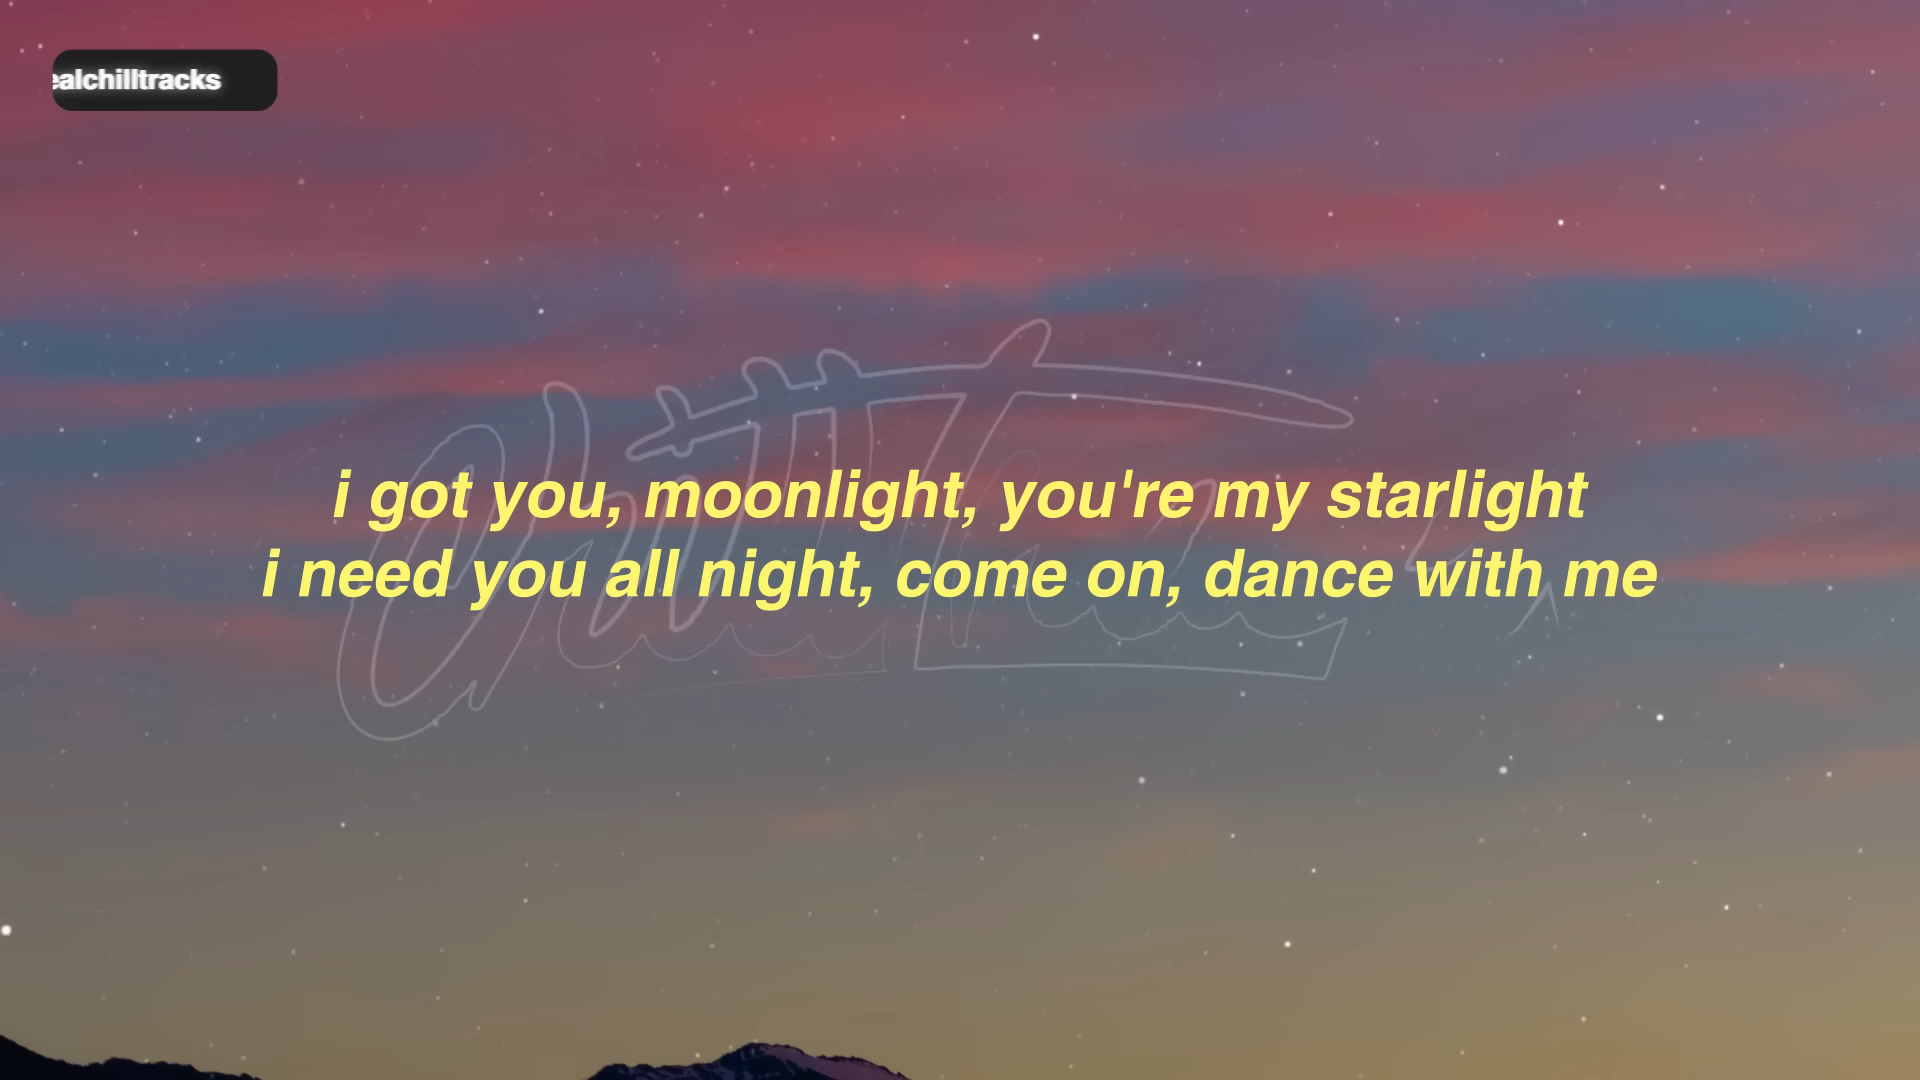 ealchilltracks
i got you, moonlight, you're my starlight
i need you all night, come on, dance with me